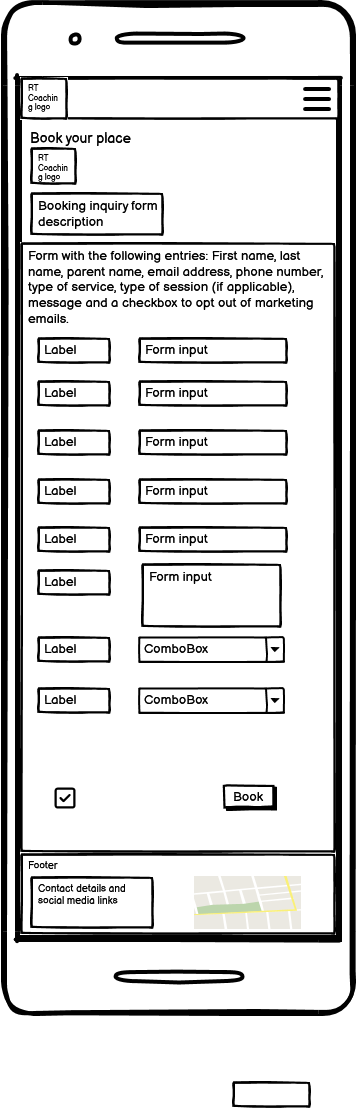 RT
Coachin
g logo
Book your place
RT
Coachin
g logo
Booking inquiry form
description
Form with the following entries: First name, last
name, parent name, email address, phone number,
type of service, type of session (if applicable),
message and a checkbox to opt out of marketing
emails.
Label Form input
Label Form input
Label Form input
Label Form input
Label Form input
Label Form input
Label ComboBox
Label ComboBox
Book
Footer
Contact details and
social media links